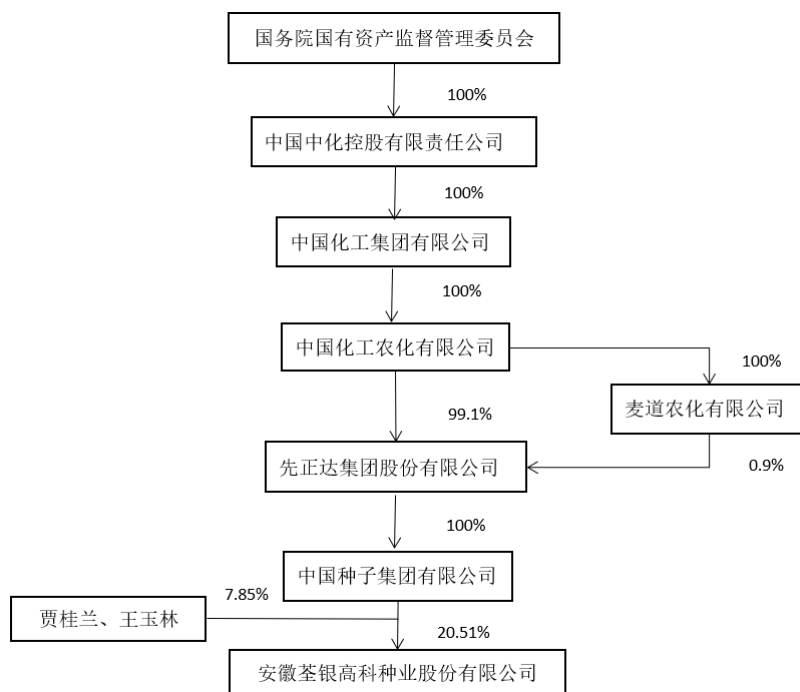 国务院国有资产监督管理委员会
100%
中国中化控股有限责任公司
100%
中国化工集团有限公司
100%
中国化工农化有限公司
100%
麦道农化有限公司
99.1%
先正达集团股份有限公司
0.9%
100%
中国种子集团有限公司
7.85%
贾桂兰、王玉林
20.51%
安徽荃银高科种业股份有限公司